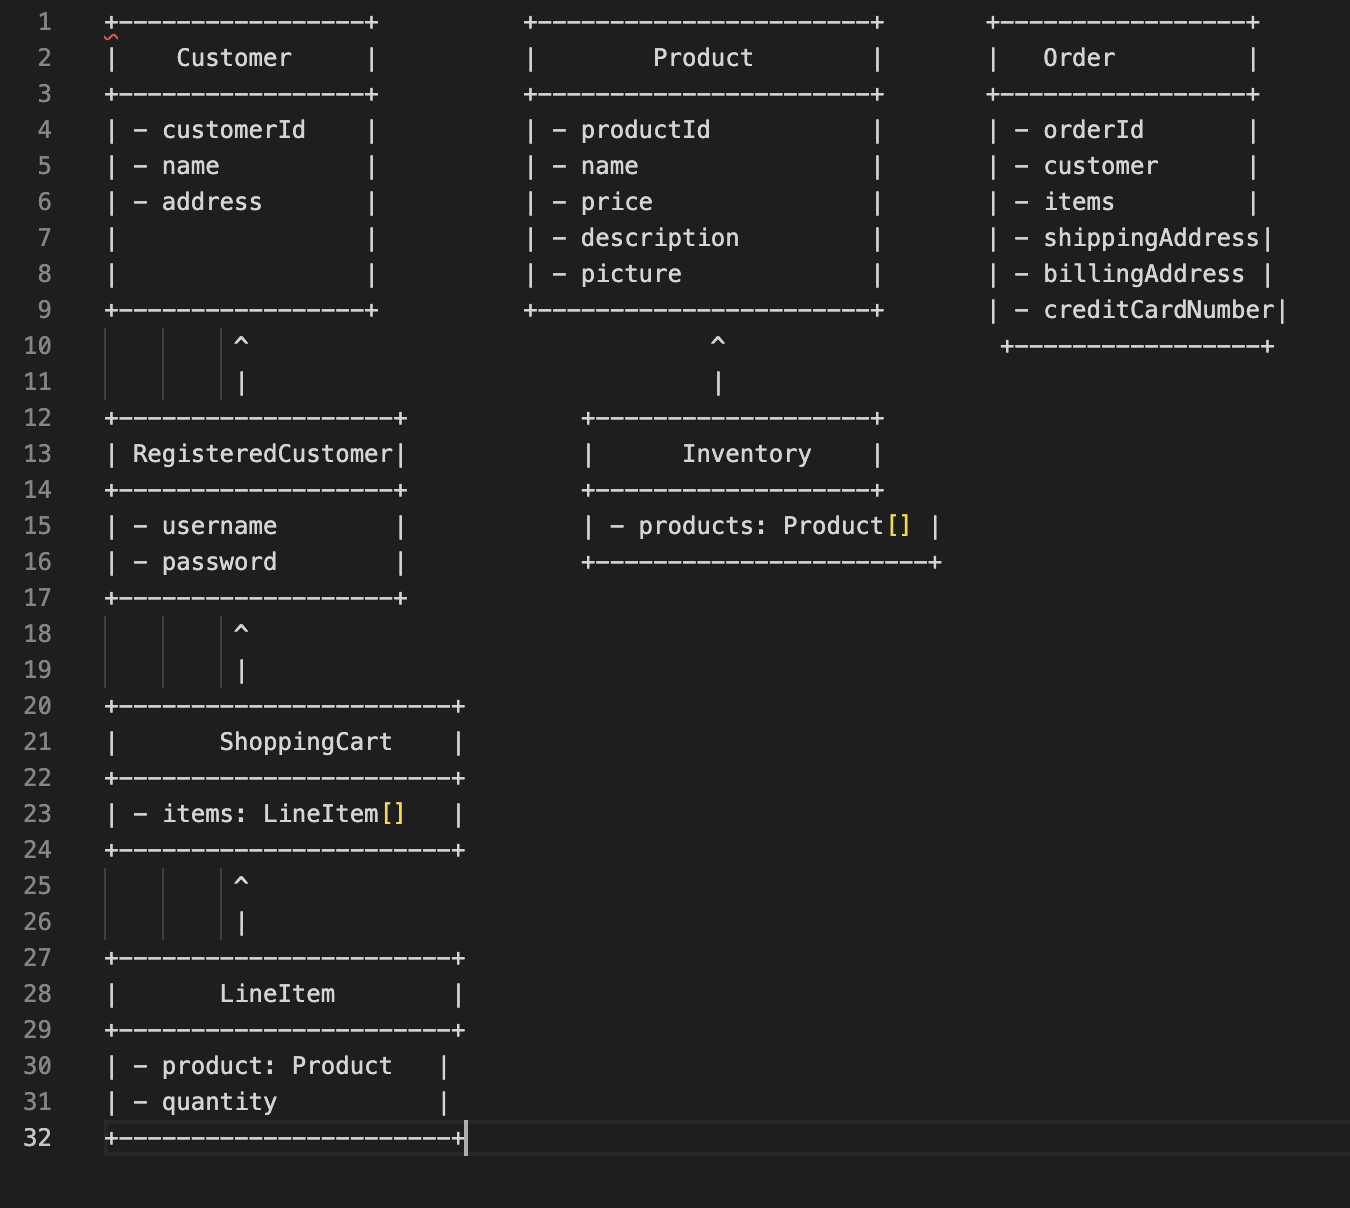 1 +-----------------+          +-----------------------+       +-----------------+
2 |    Customer     |          |        Product        |       |   Order         |
3 +-----------------+          +-----------------------+       +-----------------+
4 | - customerId    |          | - productId           |       | - orderId       |
5 | - name          |          | - name                |       | - customer      |
6 | - address       |          | - price               |       | - items         |
7 |                 |          | - description         |       | - shippingAddress|
8 |                 |          | - picture             |       | - billingAddress |
9 +-----------------+          +-----------------------+       | - creditCardNumber|
10          ^                                ^                   +-----------------+
11          |                                |
12 +-------------------+            +-------------------+
13 | RegisteredCustomer|            |      Inventory    |
14 +-------------------+            +-------------------+
15 | - username        |            | - products: Product[] |
16 | - password        |            +-----------------------+
17 +-------------------+
18          ^
19          |
20 +-----------------------+
21 |       ShoppingCart    |
22 +-----------------------+
23 | - items: LineItem[]   |
24 +-----------------------+
25          ^
26          |
27 +-----------------------+
28 |       LineItem        |
29 +-----------------------+
30 | - product: Product   |
31 | - quantity           |
32 +-----------------------+